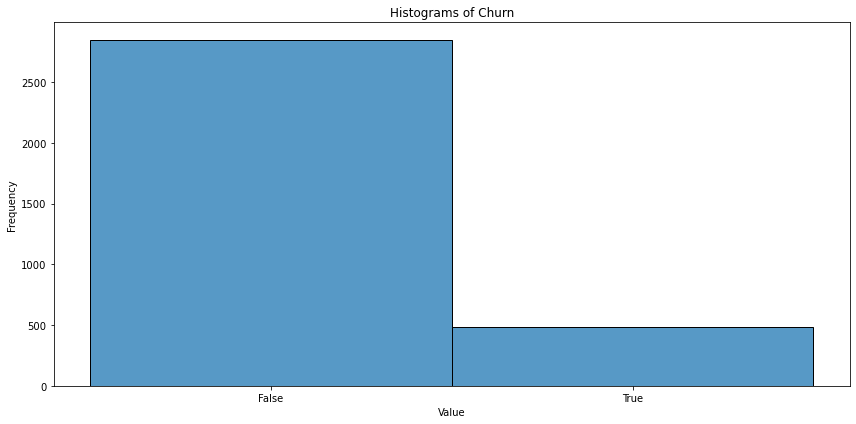 Histograms of Churn
2500
2000
1500
1000
500
0
Frequency
False
True
Value